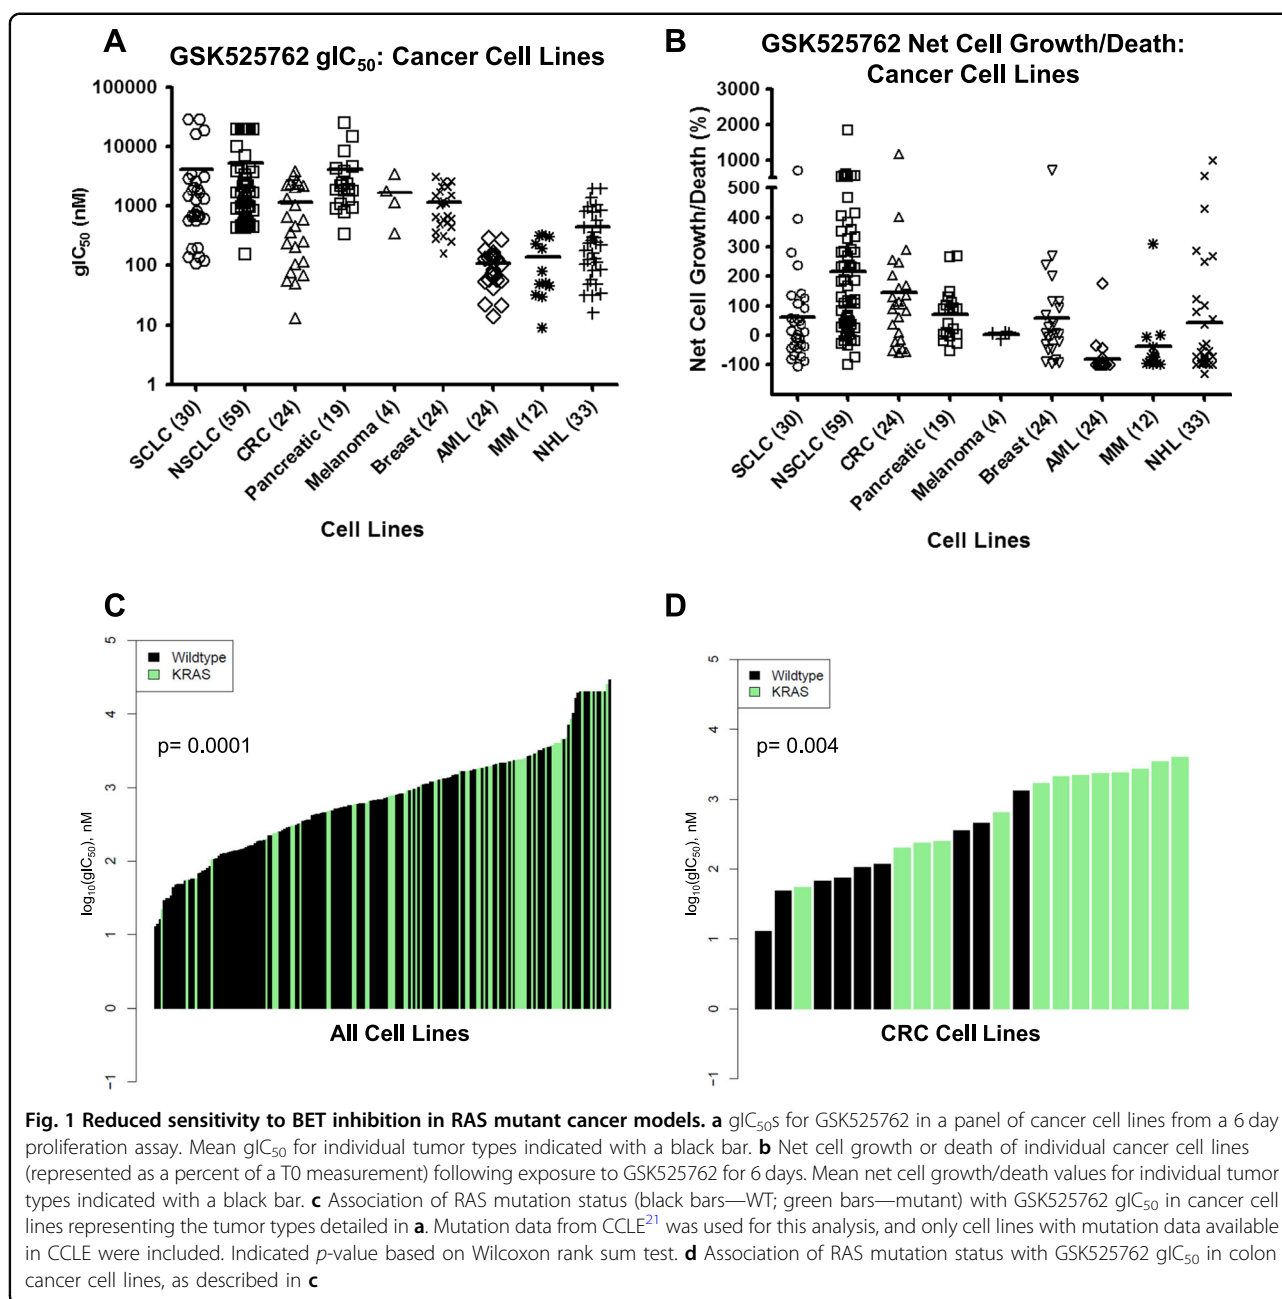 A
GSK525762 gIC50: Cancer Cell Lines
100000
10000
1000
100
10
1
gIC50 (nM)
SCLC (30)
NSCLC (59)
CRC (24)
Pancreatic (19)
Melanoma (4)
Breast (24)
AML (24)
MM (12)
NHL (33)
Cell Lines
B
GSK525762 Net Cell Growth/Death:
Cancer Cell Lines
3000
2000
1000
500
400
300
200
100
0
-100
Net Cell Growth/Death (%)
SCLC (30)
NSCLC (59)
CRC (24)
Pancreatic (19)
Melanoma (4)
Breast (24)
AML (24)
MM (12)
NHL (33)
Cell Lines
C
Wildtype
KRAS
p= 0.0001
5
4
3
2
1
0
−1
log10(gIC50), nM
All Cell Lines
D
Wildtype
KRAS
p= 0.004
5
4
3
2
1
0
−1
log10(gIC50), nM
CRC Cell Lines
Fig. 1 Reduced sensitivity to BET inhibition in RAS mutant cancer models. a gIC50s for GSK525762 in a panel of cancer cell lines from a 6 day
proliferation assay. Mean gIC50 for individual tumor types indicated with a black bar. b Net cell growth or death of individual cancer cell lines
(represented as a percent of a T0 measurement) following exposure to GSK525762 for 6 days. Mean net cell growth/death values for individual tumor
types indicated with a black bar. c Association of RAS mutation status (black bars—WT; green bars—mutant) with GSK525762 gIC50 in cancer cell
lines representing the tumor types detailed in a. Mutation data from CCLE21 was used for this analysis, and only cell lines with mutation data available
in CCLE were included. Indicated p-value based on Wilcoxon rank sum test. d Association of RAS mutation status with GSK525762 gIC50 in colon
cancer cell lines, as described in c